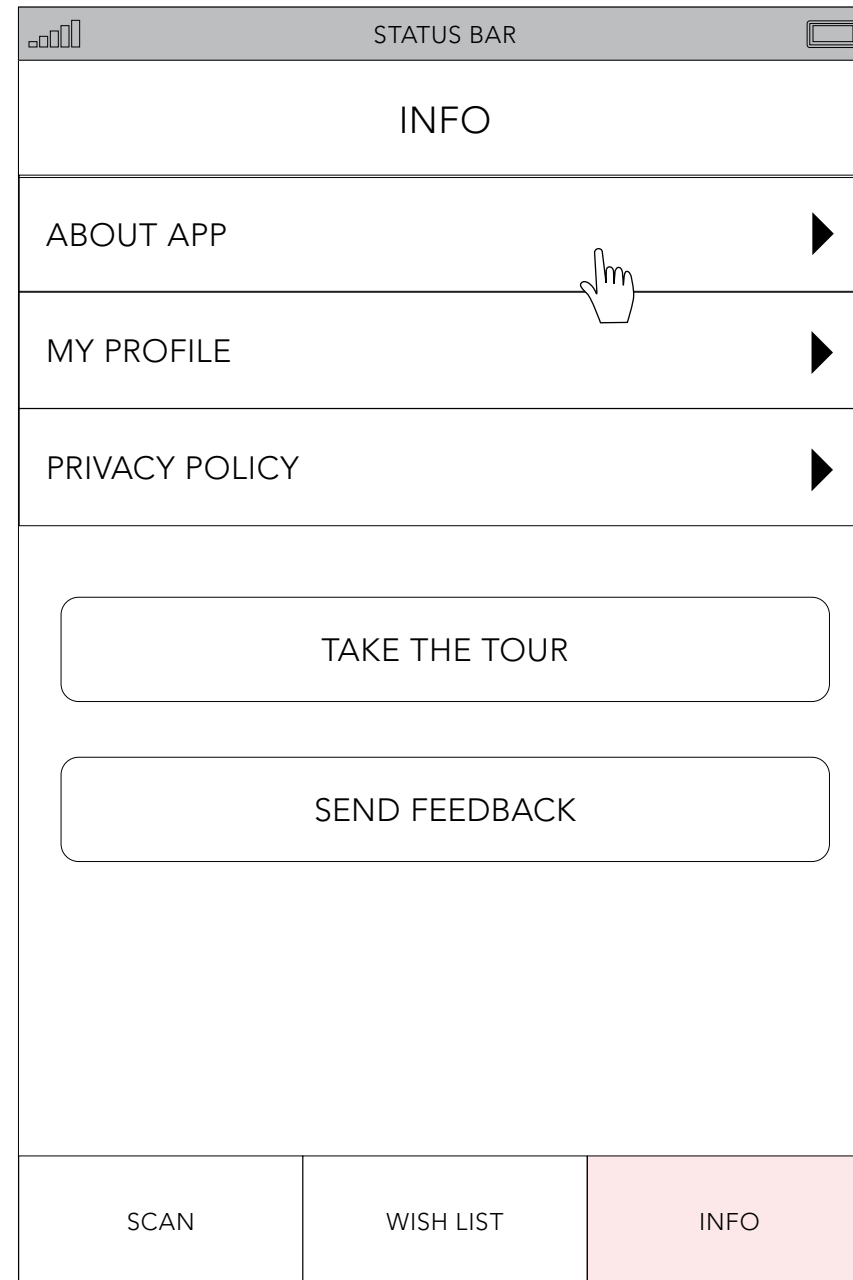 STATUS BAR
INFO
ABOUT APP
MY PROFILE
PRIVACY POLICY
TAKE THE TOUR
SEND FEEDBACK
SCAN
WISH LIST
INFO